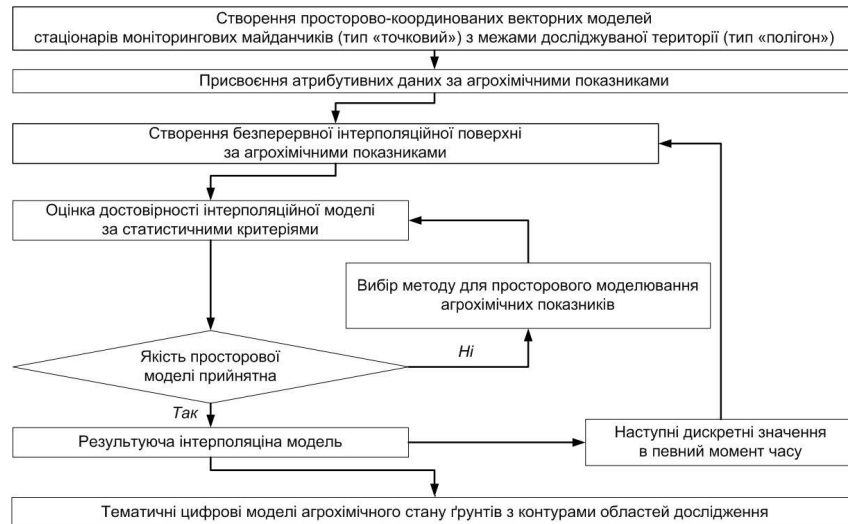 Створення просторово-координованих векторних моделей
стаціонарів моніторингових майданчиків (тип «точковий») з межами досліджуваної території (тип «полігон»)
Присвоєння атрибутивних даних за агрохімічними показниками
Створення безперервної інтерполяційної поверхні
за агрохімічними показниками
Оцінка достовірності інтерполяційної моделі
за статистичними критеріями
Вибір методу для просторового моделювання
агрохімічних показників
Якість просторової
моделі прийнятна
Ні
Так
Результуюча інтерполяціна модель
Наступні дискретні значення
в певний момент часу
Тематичні цифрові моделі агрохімічного стану ґрунтів з контурами областей дослідження